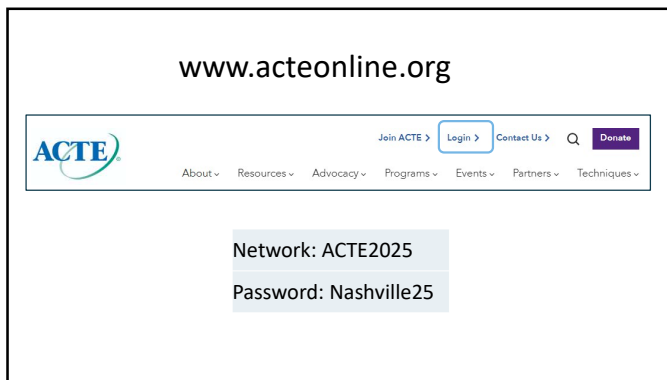 www.acteonline.org
Join ACTE > Login > Contact Us > Donate
ACTE®
About Resources Advocacy Programs Events Partners Techniques
Network: ACTE2025
Password: Nashville25